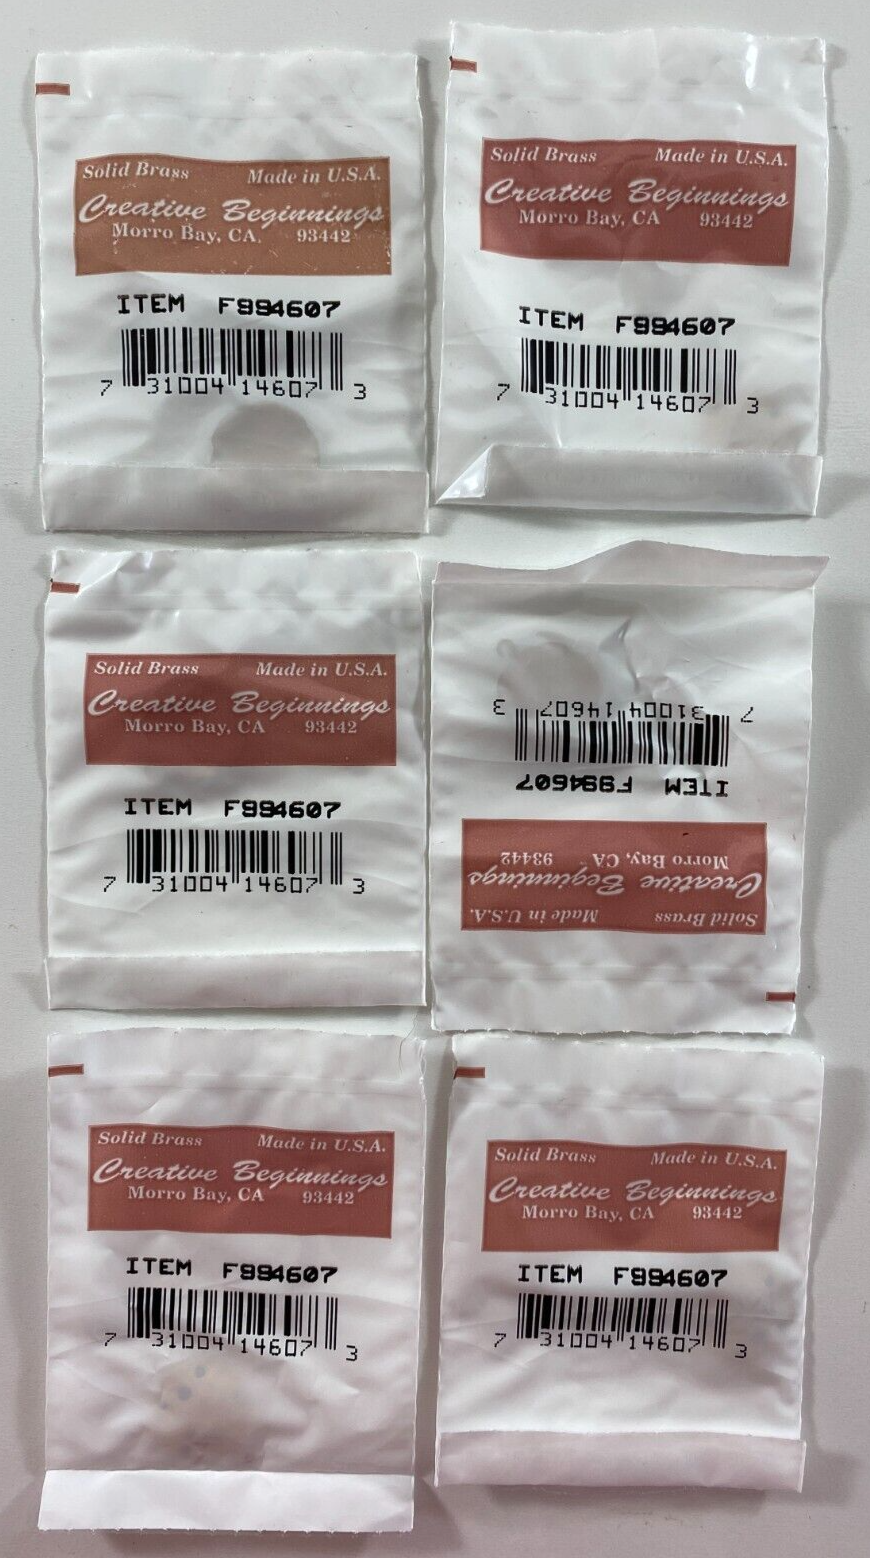 Solid Brass Made in U.S.A.
Creative Beginnings
Morro Bay, CA 93442
ITEM F994607
7 31004 14607 3
Solid Brass Made in U.S.A.
Creative Beginnings
Morro Bay, CA 93442
ITEM F994607
7 31004 14607 3
Solid Brass Made in U.S.A.
Creative Beginnings
Morro Bay, CA 93442
ITEM F994607
7 31004 14607 3
Solid Brass Made in U.S.A.
Creative Beginnings
Morro Bay, CA 93442
ITEM F994607
7 31004 14607 3
Solid Brass Made in U.S.A.
Creative Beginnings
Morro Bay, CA 93442
ITEM F994607
7 31004 14607 3
Solid Brass Made in U.S.A.
Creative Beginnings
Morro Bay, CA 93442
ITEM F994607
7 31004 14607 3